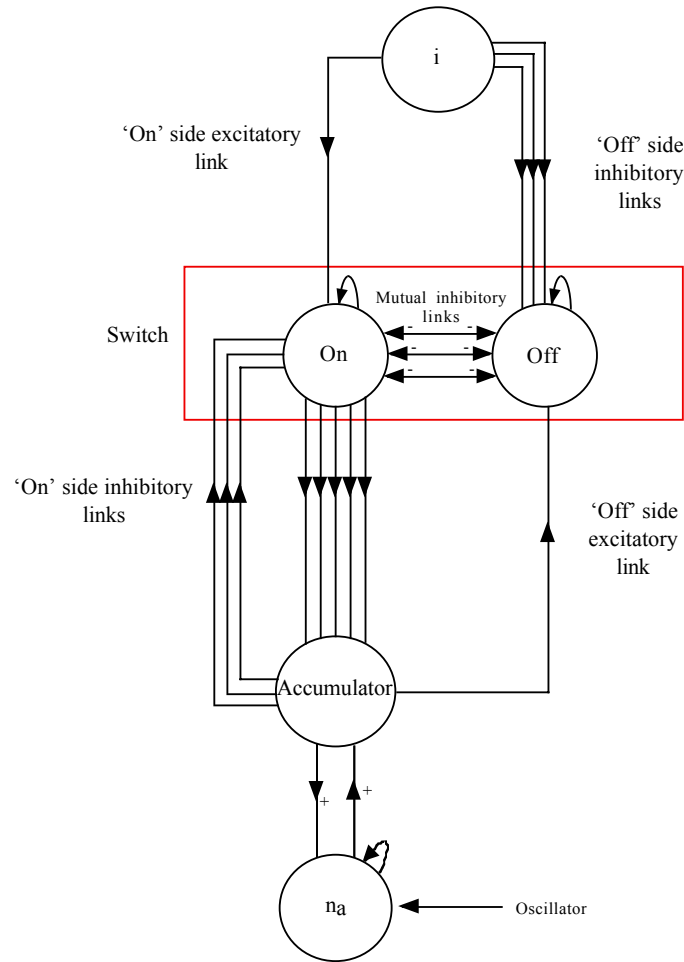 i
‘On’ side excitatory
link
‘Off’ side
inhibitory
links
Mutual inhibitory
links
Switch
On
Off
- -
- -
- -
‘On’ side inhibitory
links
‘Off’ side
excitatory
link
Accumulator
+ +
na
Oscillator